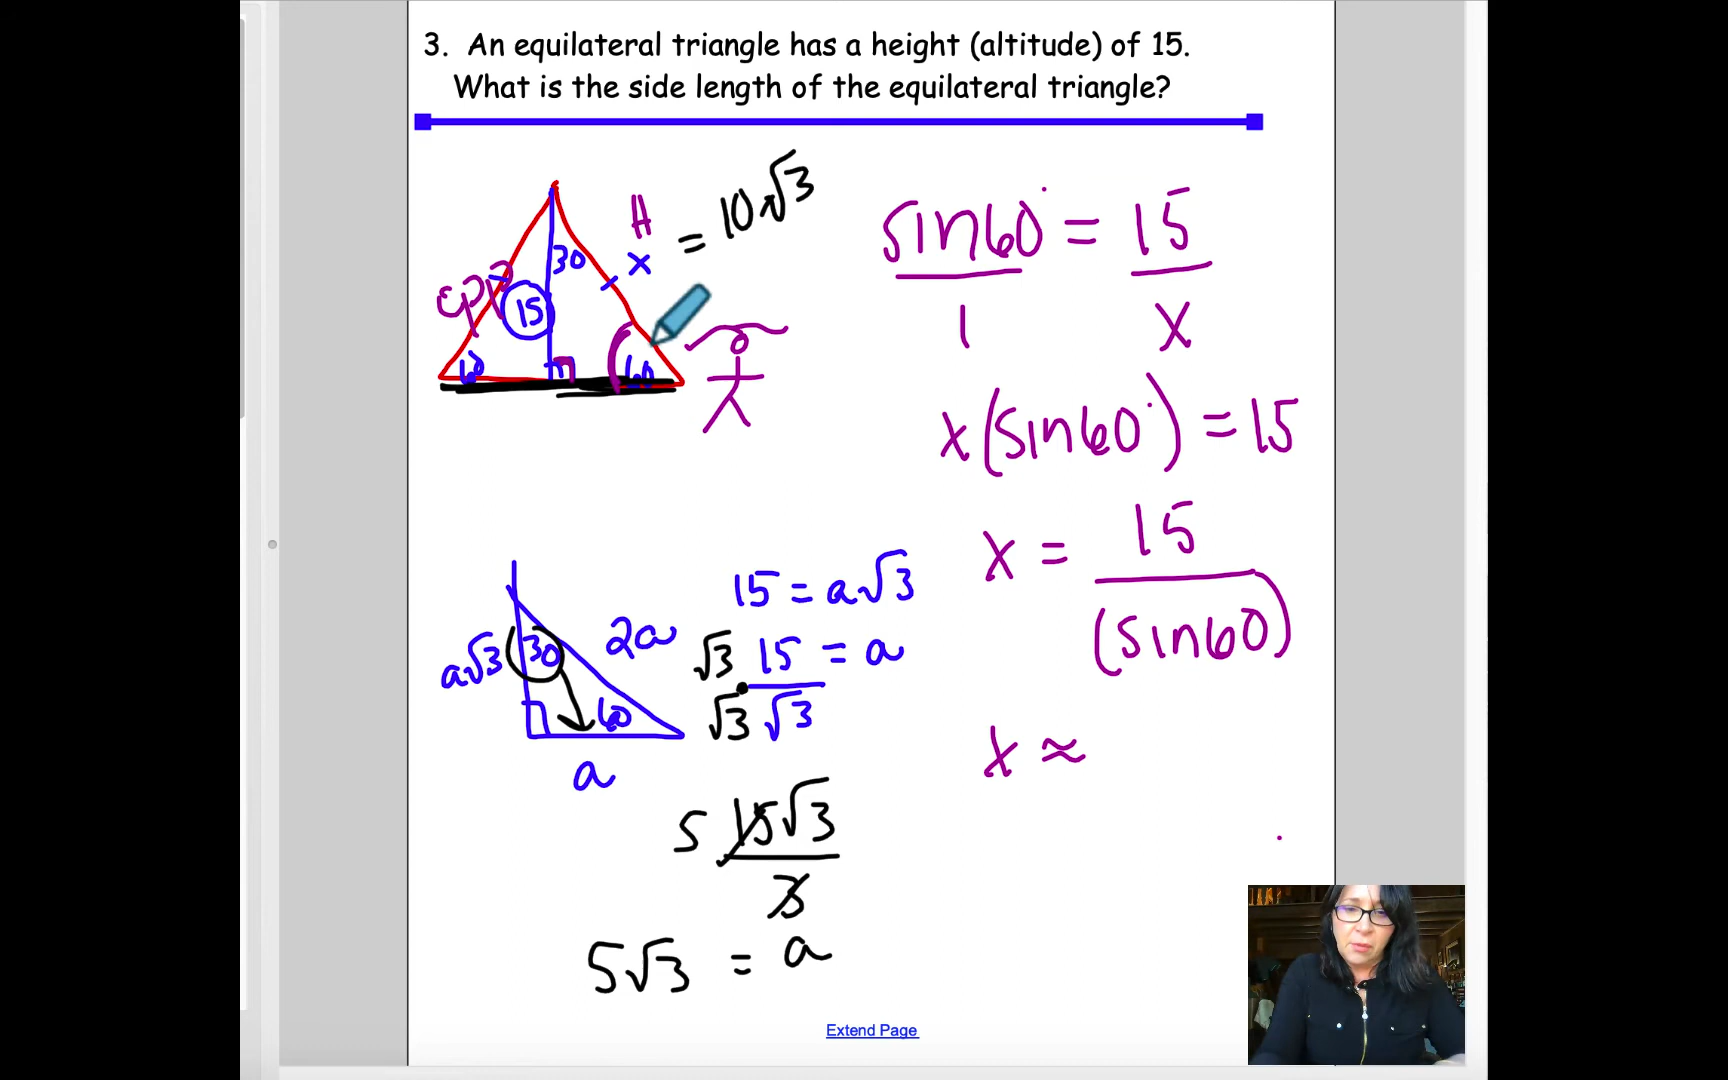 3. An equilateral triangle has a height (altitude) of 15.
What is the side length of the equilateral triangle?
H
x
= 10√3
opp
15
30
60
60
sin60° = 15
1 x
x(sin60°) = 15
x = 15
(sin60)
x ≈
a√3
30
2a
60
a
15 = a√3
√3 15 = a
√3 √3
5 15√3
3
5√3 = a
Extend Page